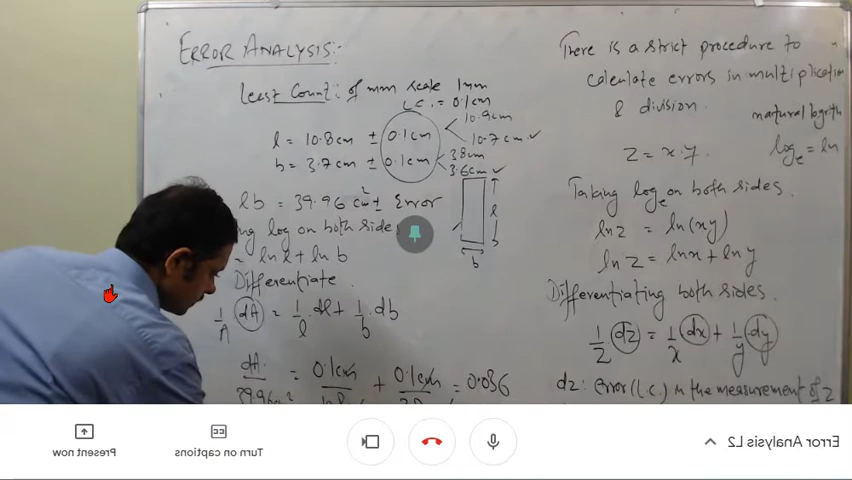 ERROR ANALYSIS:-
Least Count: of mm scale 1mm
L.C. = 0.1cm
10.9cm
l = 10.8cm ± 0.1cm
10.7cm ✓
3.8cm
b = 3.7cm ± 0.1cm
3.6cm ✓
lb = 39.96 cm² ± Error
ng log on both sides
= ln l + ln b
Differentiate
1/A dA = 1/l . dl + 1/b . db
dA = 0.1cm + 0.1cm = 0.036
39.96cm²
l
b
There is a strict procedure to
calculate errors in multiplication
& division.
natural logrith
logₑ = ln
Z = x.y.
Taking logₑ on both sides.
ln Z = ln(xy)
ln Z = ln x + ln y
Differentiating both sides.
1/Z dz = 1/x dx + 1/y dy
dz: Error (L.C.) in the measurement of Z
Present now
Turn on captions
Error Analysis L2